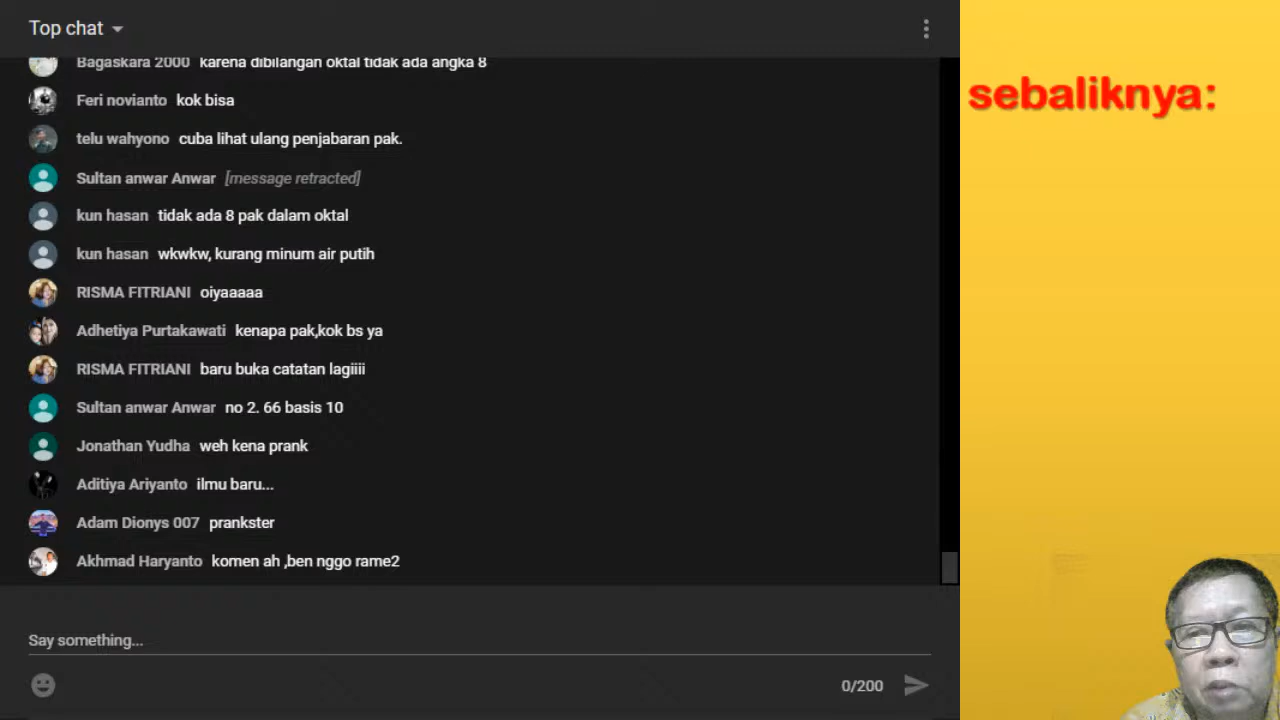 Top chat
Bagaskara 2000 karena dibilangan oktal tidak ada angka 8
Feri novianto kok bisa
telu wahyono cuba lihat ulang penjabaran pak.
Sultan anwar Anwar [message retracted]
kun hasan tidak ada 8 pak dalam oktal
kun hasan wkwkw, kurang minum air putih
RISMA FITRIANI oiyaaaaa
Adhetiya Purtakawati kenapa pak,kok bs ya
RISMA FITRIANI baru buka catatan lagiiii
Sultan anwar Anwar no 2. 66 basis 10
Jonathan Yudha weh kena prank
Aditiya Ariyanto ilmu baru...
Adam Dionys 007 prankster
Akhmad Haryanto komen ah ,ben nggo rame2
Say something...
0/200
sebaliknya: